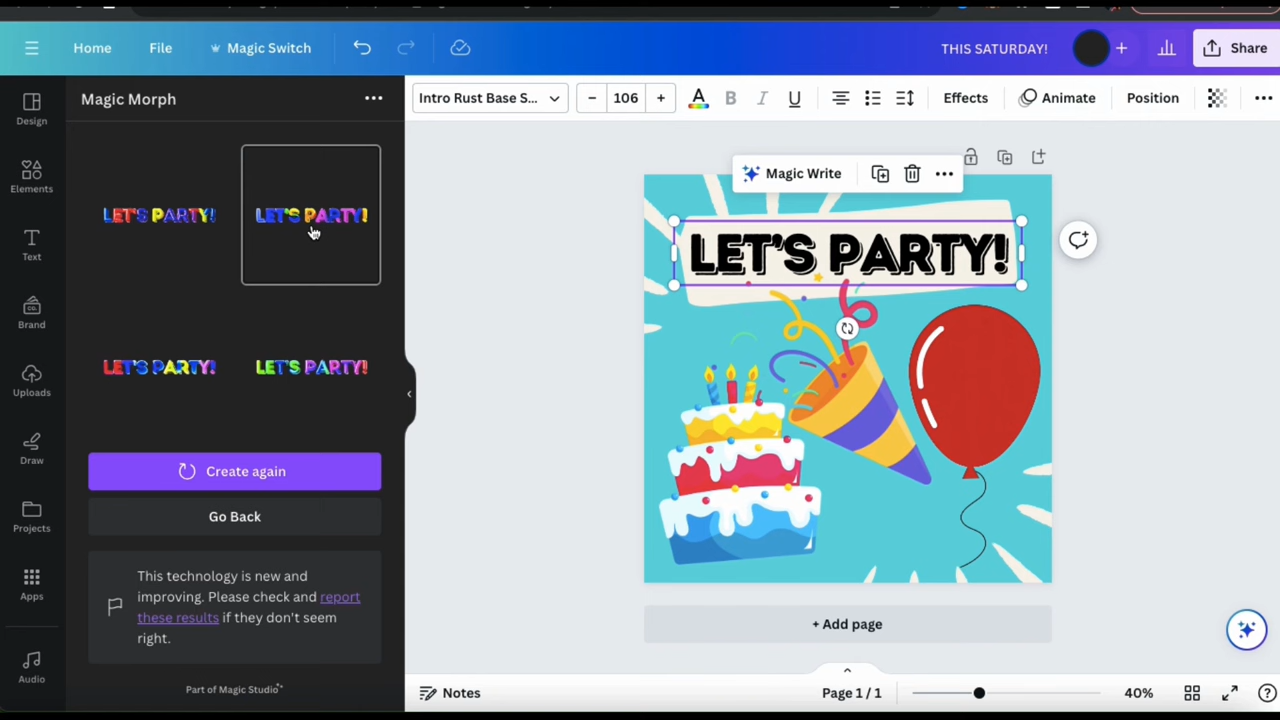 Home File Magic Switch THIS SATURDAY! Share
Magic Morph
Intro Rust Base S... 106 A B I U Effects Animate Position
Design
Elements
Text
Brand
Uploads
Draw
Projects
Apps
Audio
LET'S PARTY! LET'S PARTY!
LET'S PARTY! LET'S PARTY!
Create again
Go Back
This technology is new and
improving. Please check and report
these results if they don't seem
right.
Part of Magic Studio
Magic Write
LET'S PARTY!
+ Add page
Notes Page 1 / 1 40%